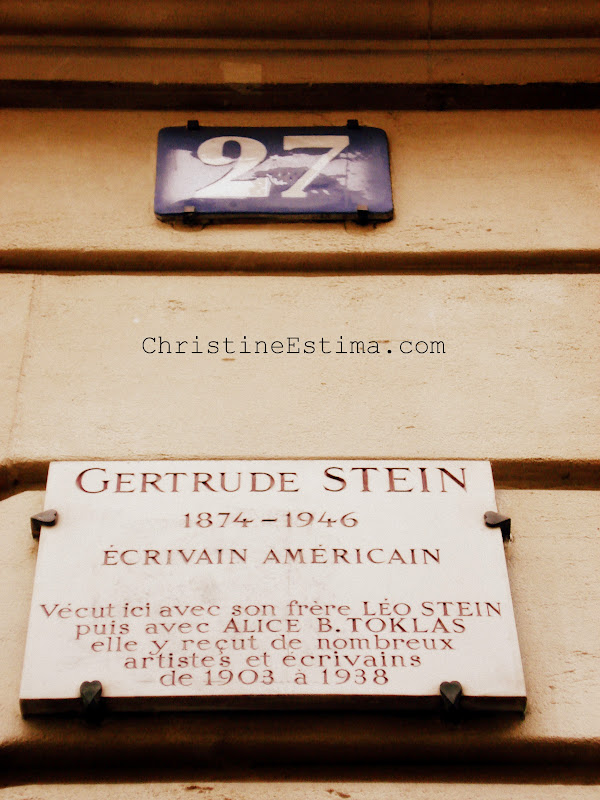 27
ChristineEstima.com
GERTRUDE STEIN
1874-1946
ÉCRIVAIN AMÉRICAIN
Vécut ici avec son frère LÉO STEIN
puis avec ALICE B. TOKLAS
elle y reçut de nombreux
artistes et écrivains
de 1903 à 1938